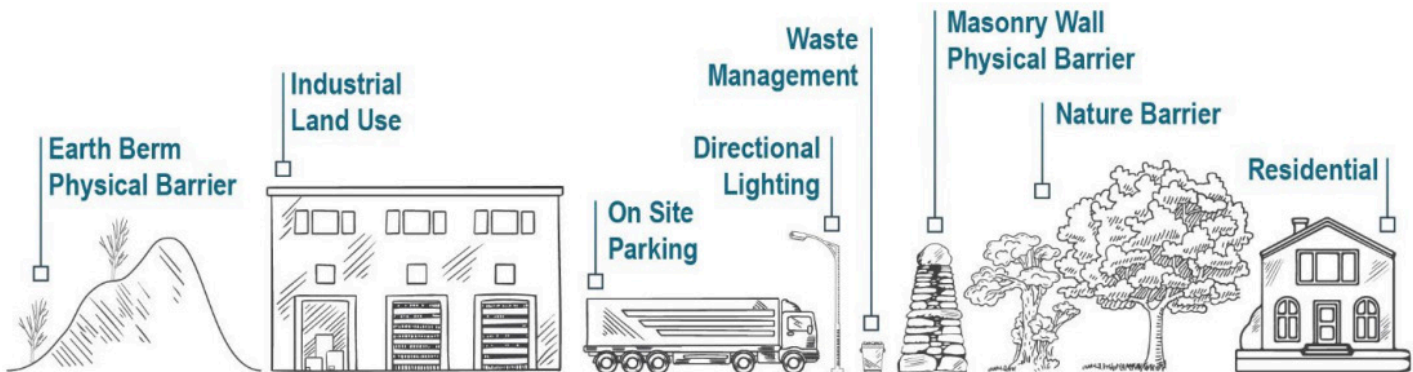 Earth Berm
Physical Barrier
Industrial
Land Use
On Site
Parking
Directional
Lighting
Waste
Management
Masonry Wall
Physical Barrier
Nature Barrier
Residential